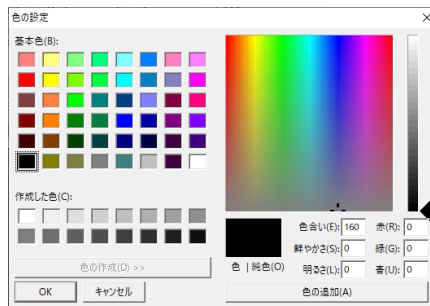 色の設定
基本色(B):
作成した色(C):
色の作成(D) >>
OK
キャンセル
色 | 純色(O)
色合い(E): 160
鮮やかさ(S): 0
明るさ(L): 0
赤(R): 0
緑(G): 0
青(U): 0
色の追加(A)